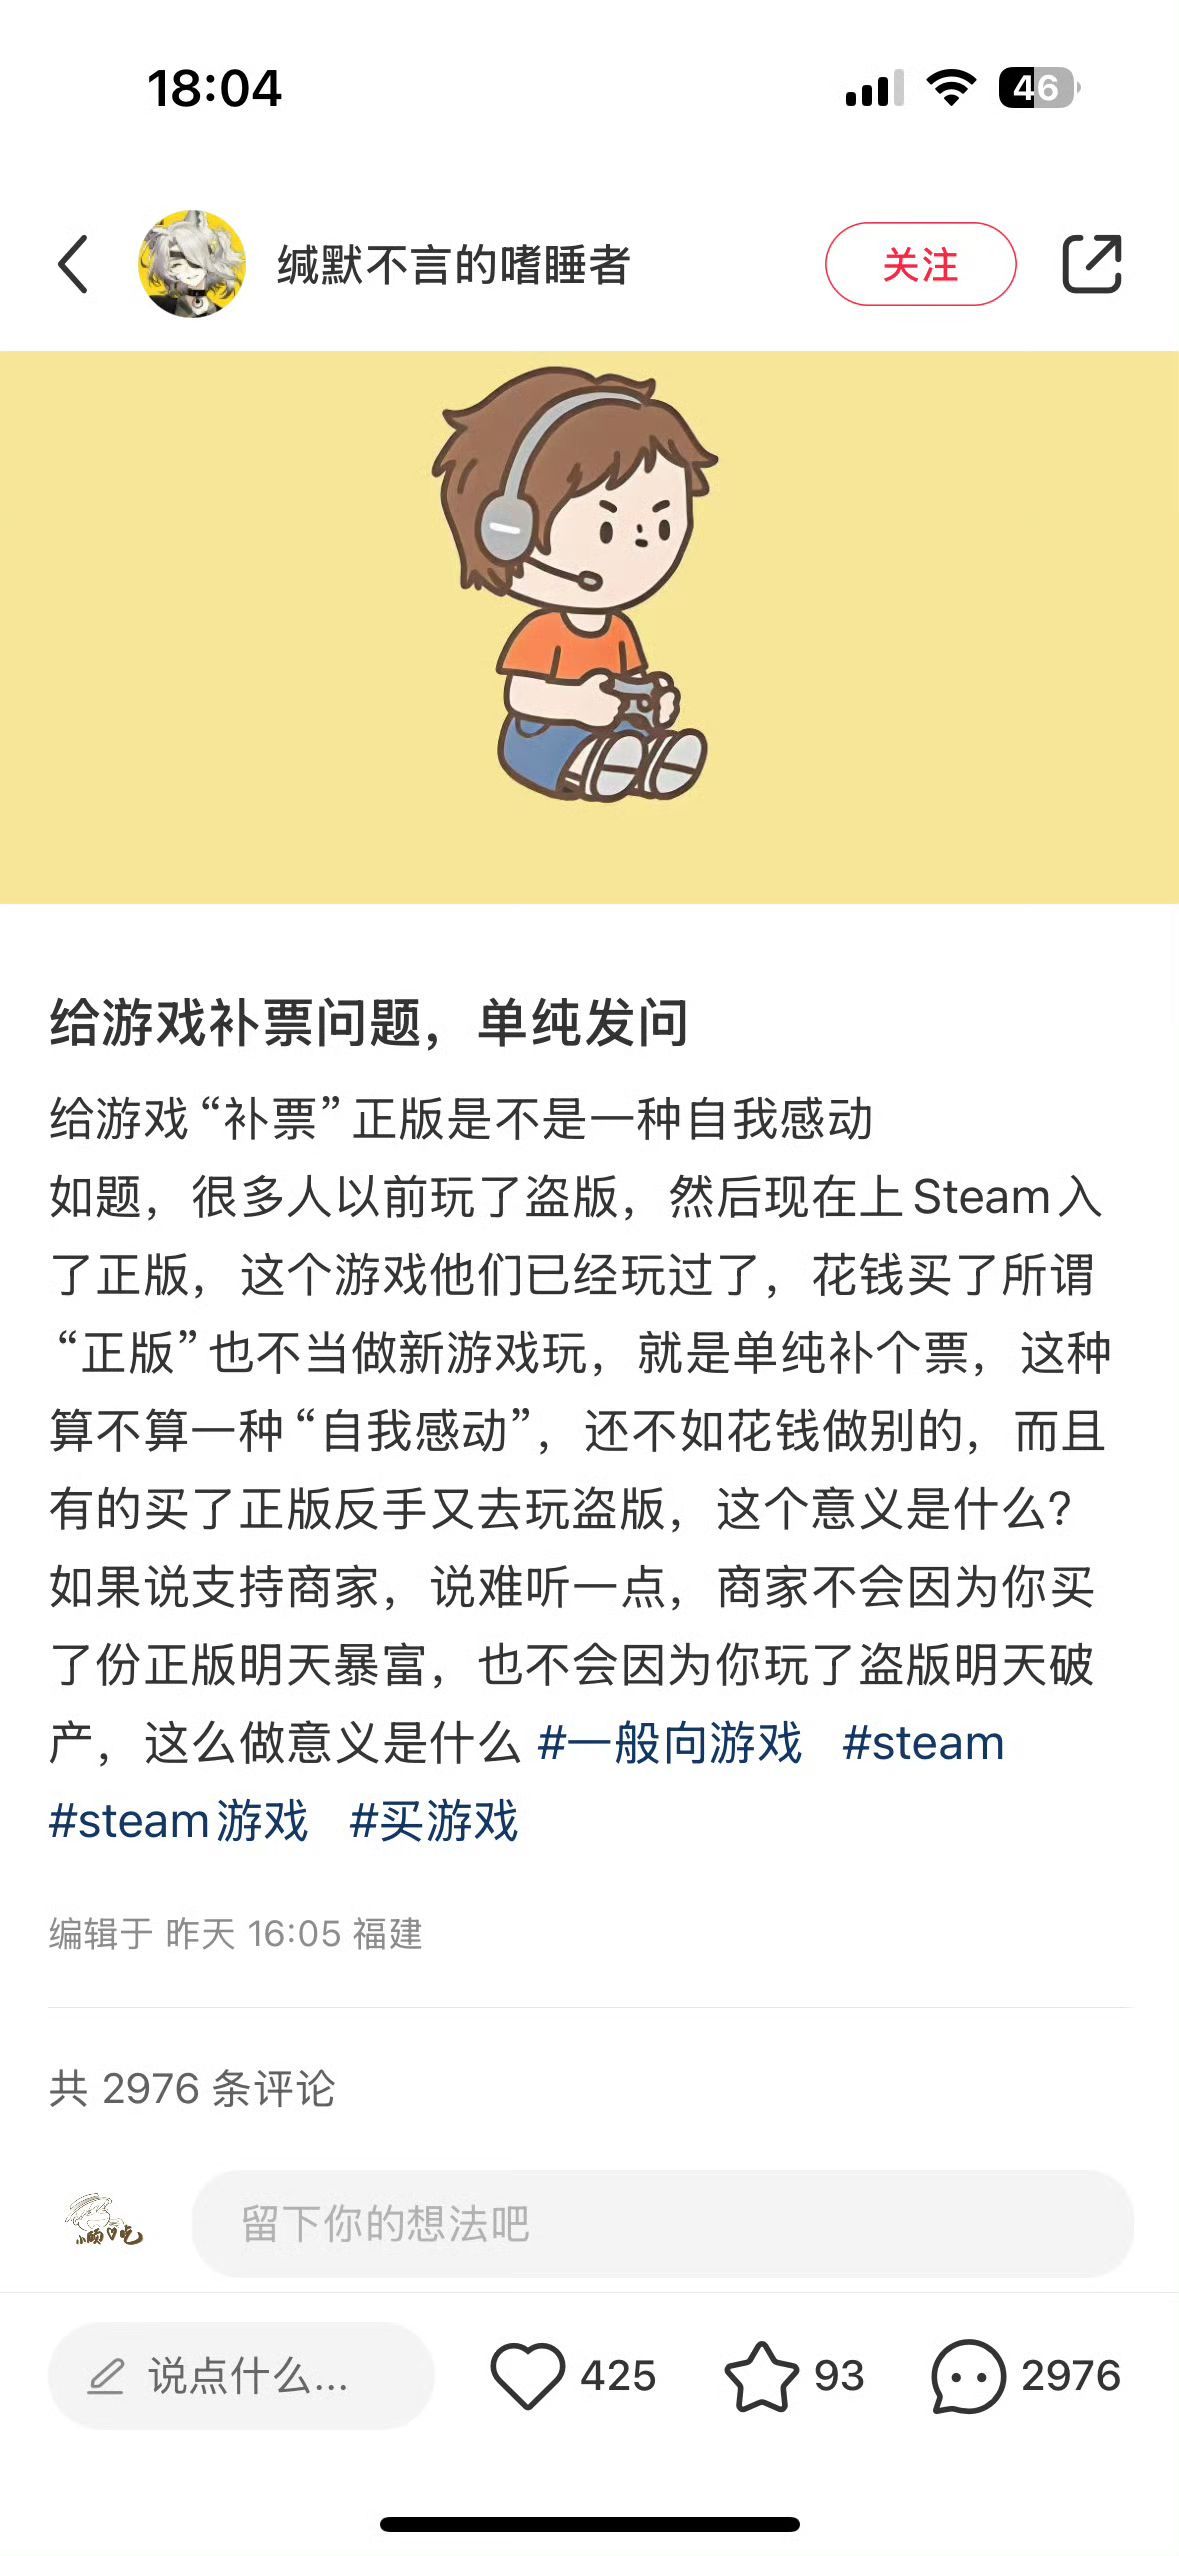 18:04
46
缄默不言的嗜睡者
关注
给游戏补票问题，单纯发问
给游戏“补票”正版是不是一种自我感动
如题，很多人以前玩了盗版，然后现在上Steam入
了正版，这个游戏他们已经玩过了，花钱买了所谓
“正版”也不当做新游戏玩，就是单纯补个票，这种
算不算一种“自我感动”，还不如花钱做别的，而且
有的买了正版反手又去玩盗版，这个意义是什么？
如果说支持商家，说难听一点，商家不会因为你买
了份正版明天暴富，也不会因为你玩了盗版明天破
产，这么做意义是什么 #一般向游戏 #steam
#steam游戏 #买游戏
编辑于 昨天 16:05 福建
共 2976 条评论
留下你的想法吧
说点什么...
425
93
2976